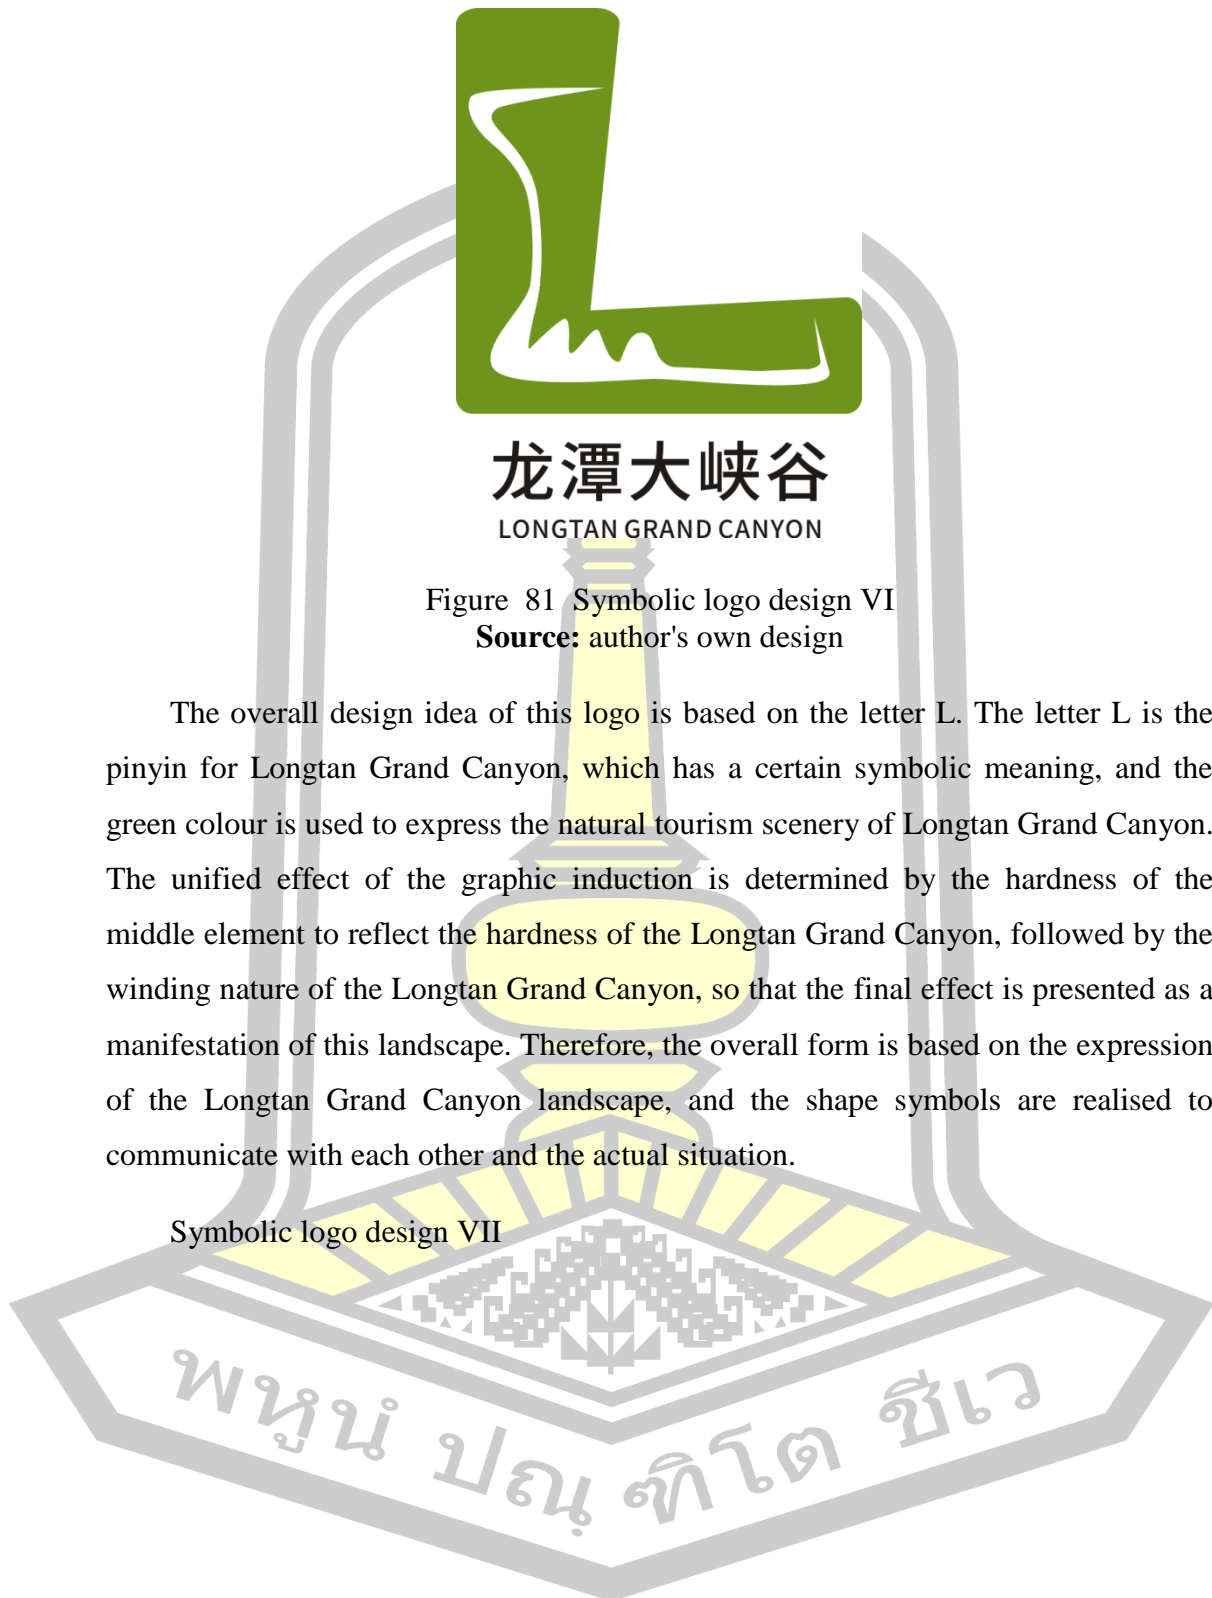 龙潭大峡谷
LONGTAN GRAND CANYON
Figure 81 Symbolic logo design VI
Source: author's own design
The overall design idea of this logo is based on the letter L. The letter L is the
pinyin for Longtan Grand Canyon, which has a certain symbolic meaning, and the
green colour is used to express the natural tourism scenery of Longtan Grand Canyon.
The unified effect of the graphic induction is determined by the hardness of the
middle element to reflect the hardness of the Longtan Grand Canyon, followed by the
winding nature of the Longtan Grand Canyon, so that the final effect is presented as a
manifestation of this landscape. Therefore, the overall form is based on the expression
of the Longtan Grand Canyon landscape, and the shape symbols are realised to
communicate with each other and the actual situation.
Symbolic logo design VII
พหูนํ ปณฺฑิโต ชีเว